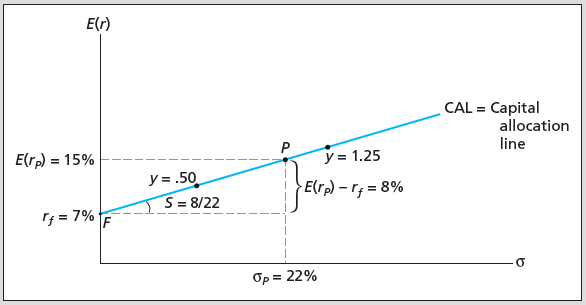 E(r)
CAL = Capital
allocation
line
P
E(rP) = 15%
y = 1.25
y = .50
E(rP) – rf = 8%
S = 8/22
rf = 7%
F
σ
σP = 22%